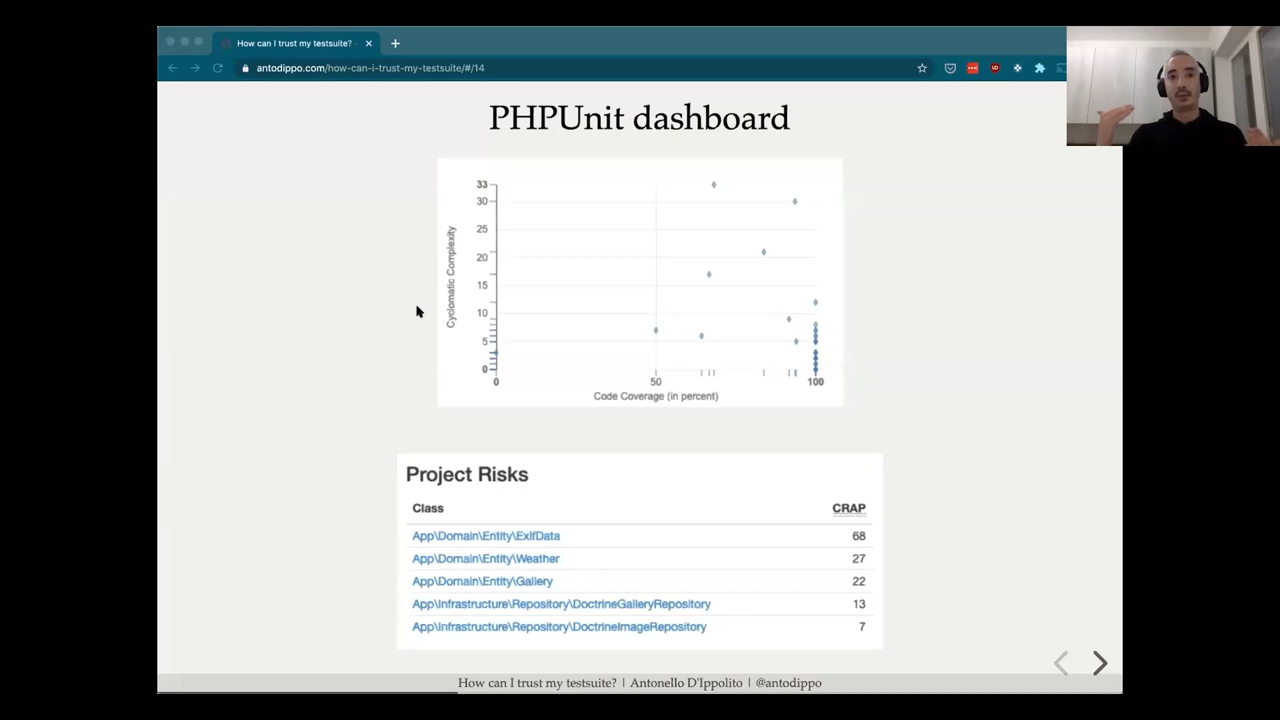 How can I trust my testsuite?
antodippo.com/how-can-i-trust-my-testsuite/#/14
PHPUnit dashboard
33
30
25
20
15
10
5
0
Cyclomatic Complexity
0
50
100
Code Coverage (in percent)
Project Risks
Class CRAP
App\Domain\Entity\ExifData 68
App\Domain\Entity\Weather 27
App\Domain\Entity\Gallery 22
App\Infrastructure\Repository\DoctrineGalleryRepository 13
App\Infrastructure\Repository\DoctrineImageRepository 7
How can I trust my testsuite? | Antonello D'Ippolito | @antodippo